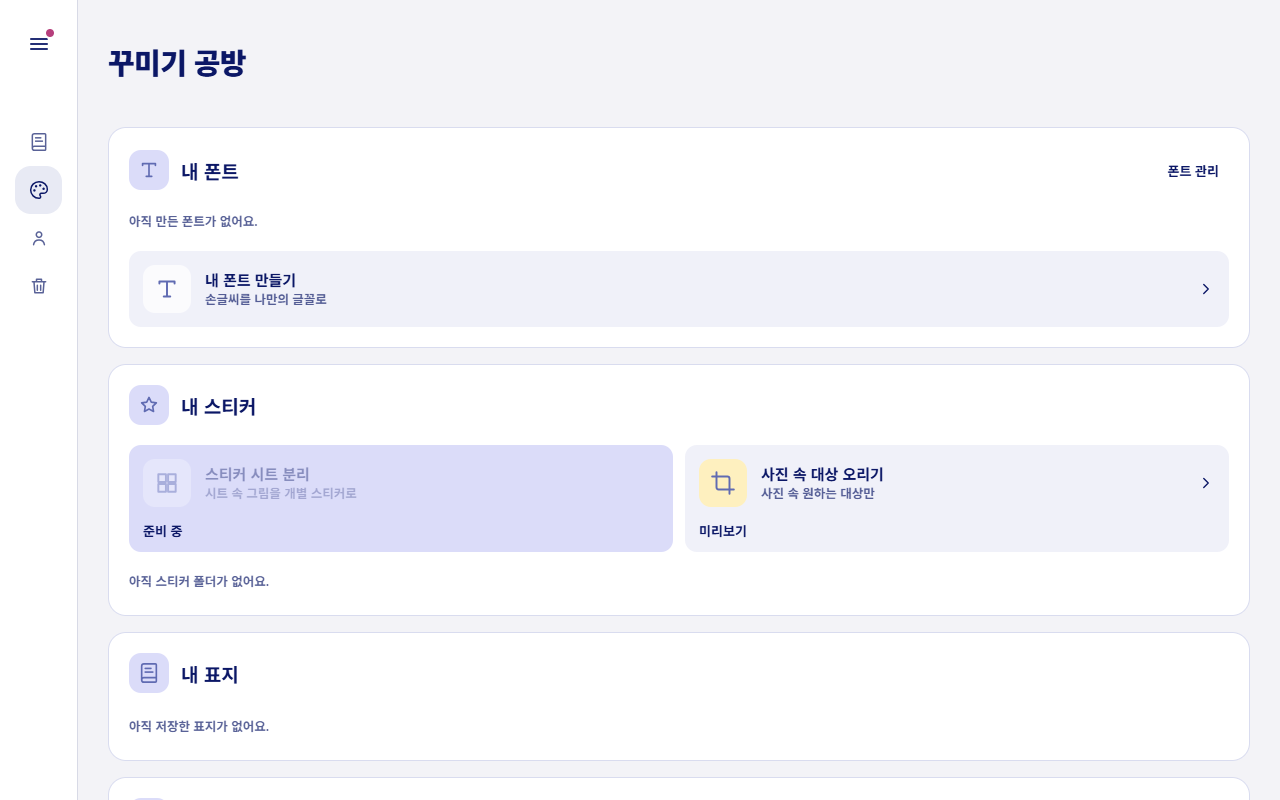 꾸미기 공방
내 폰트
폰트 관리
아직 만든 폰트가 없어요.
내 폰트 만들기
손글씨를 나만의 글꼴로
내 스티커
스티커 시트 분리
시트 속 그림을 개별 스티커로
준비 중
사진 속 대상 오리기
사진 속 원하는 대상만
미리보기
아직 스티커 폴더가 없어요.
내 표지
아직 저장한 표지가 없어요.